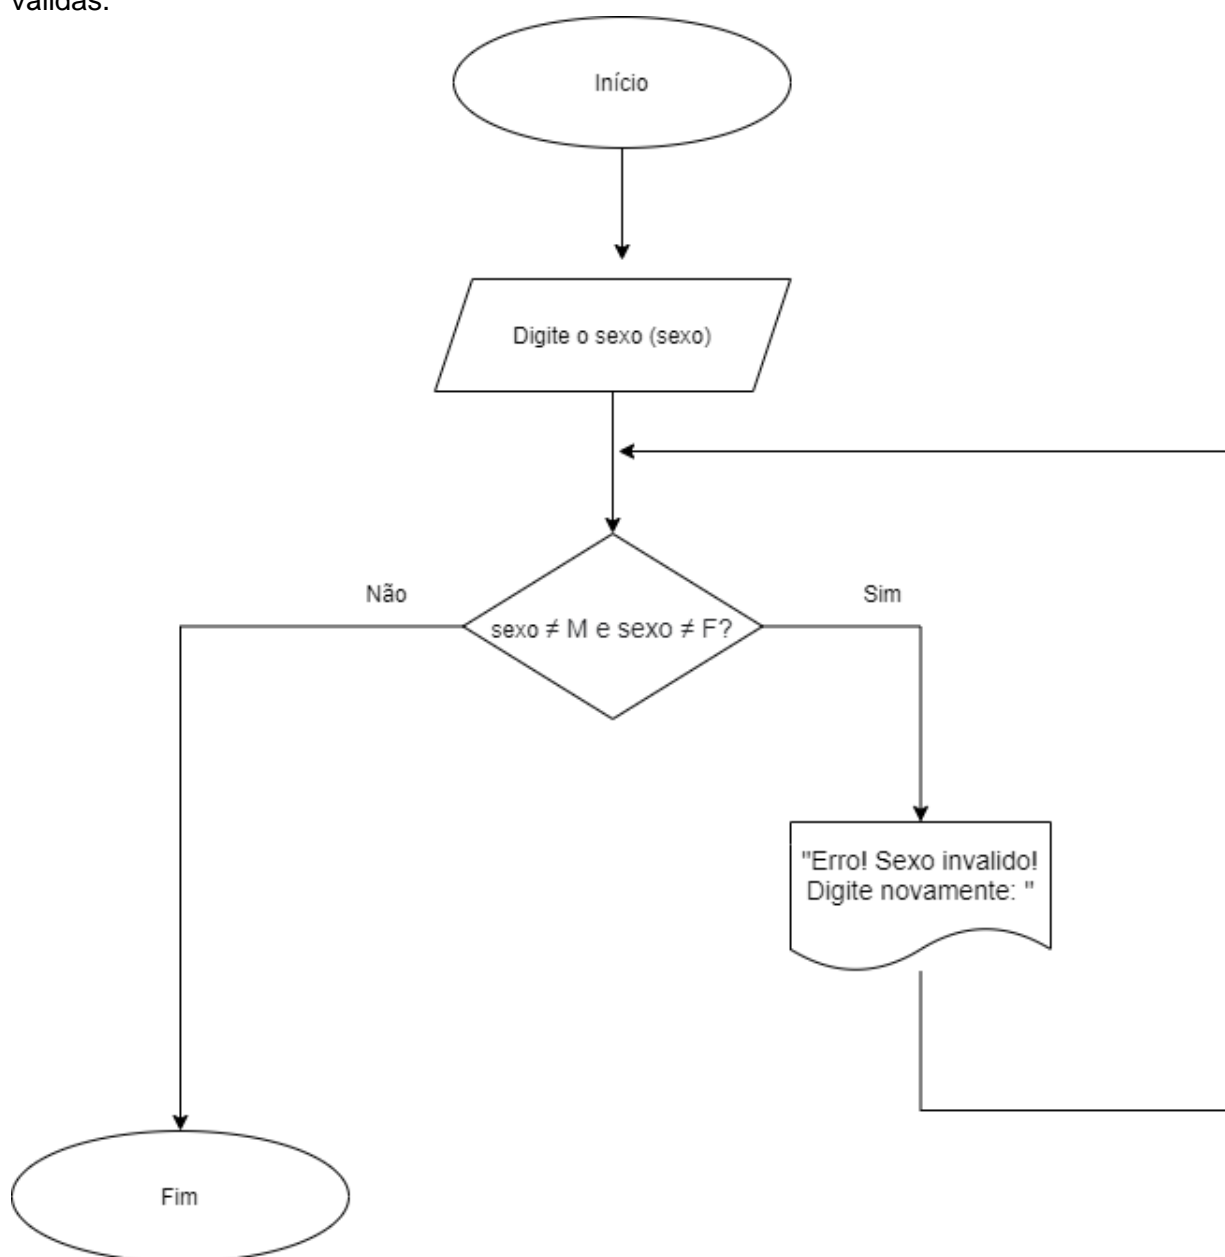 válidas.
Início
Digite o sexo (sexo)
Não
Sim
sexo ≠ M e sexo ≠ F?
"Erro! Sexo invalido!
Digite novamente: "
Fim